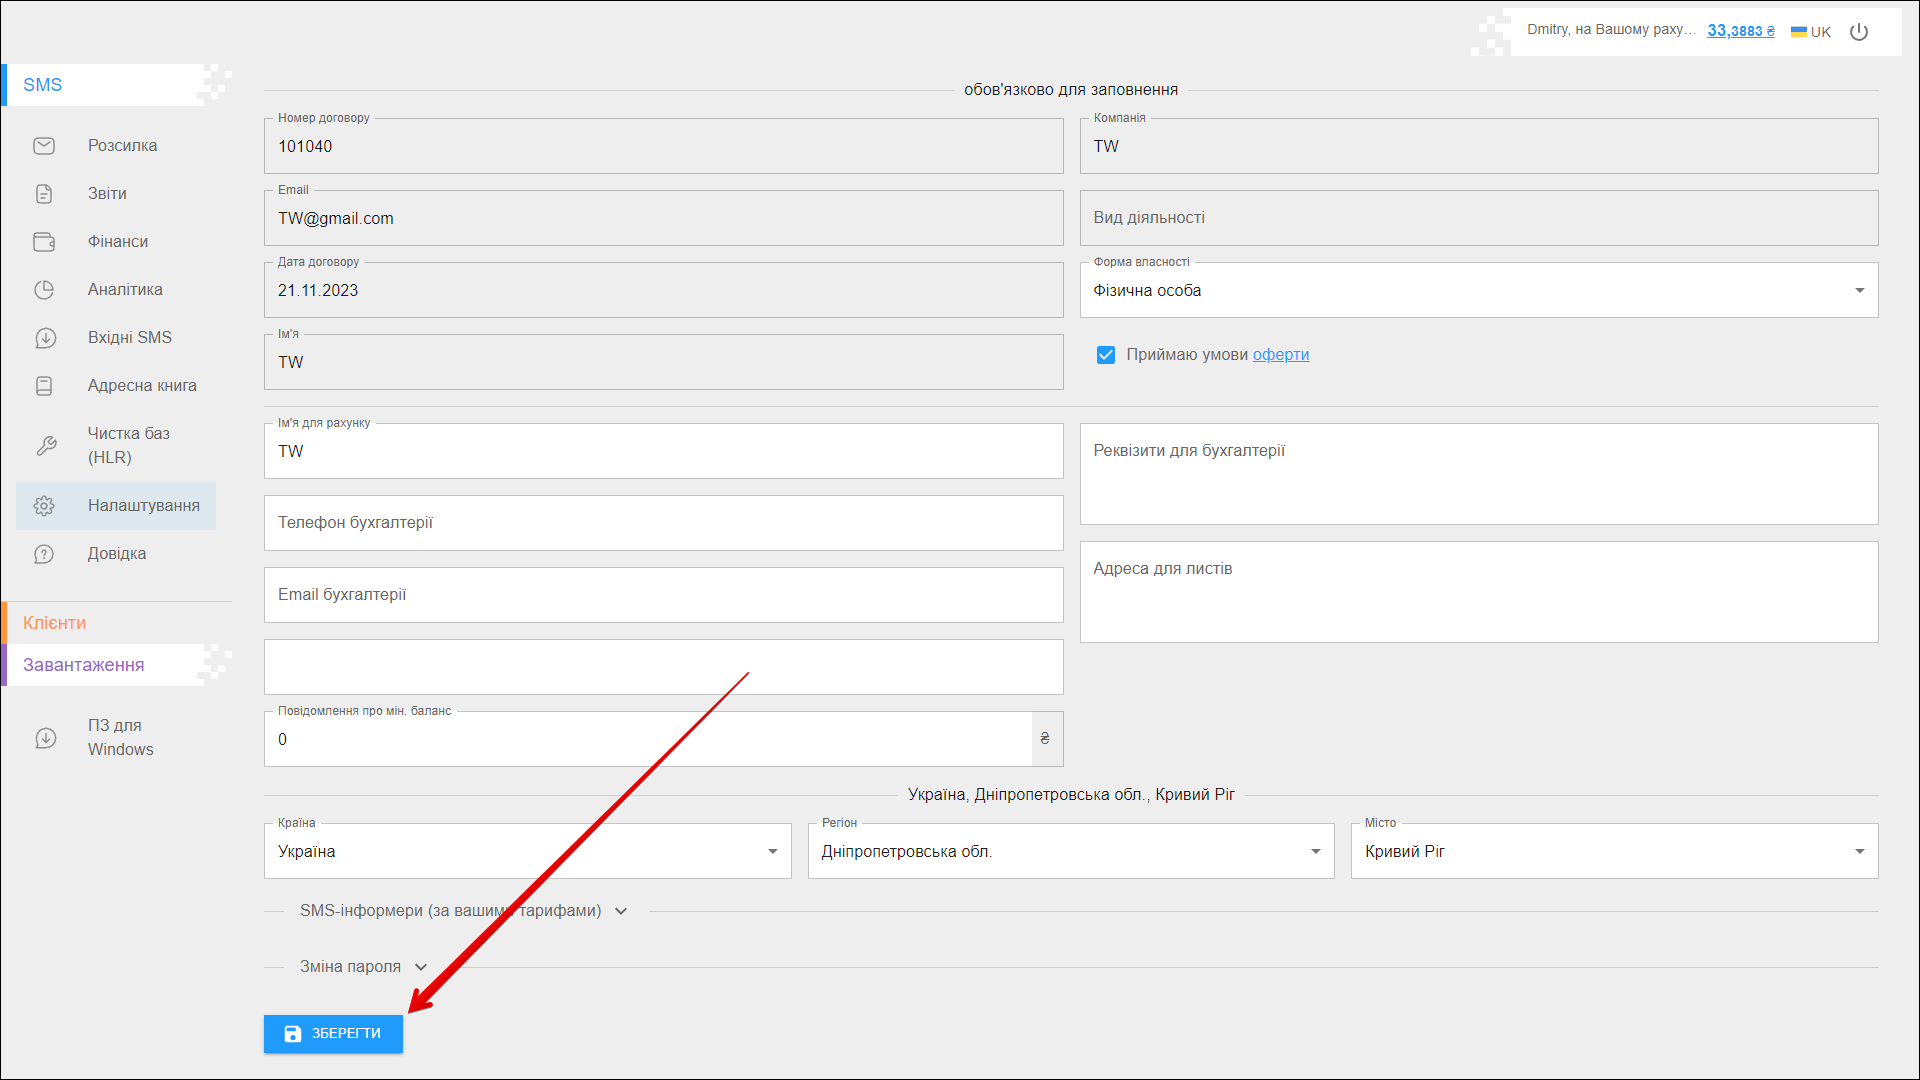 Dmitry, на Вашому раху... 33,3883 ₴ UK
SMS
Розсилка
Звіти
Фінанси
Аналітика
Вхідні SMS
Адресна книга
Чистка баз
(HLR)
Налаштування
Довідка
Клієнти
Завантаження
ПЗ для
Windows
обов'язково для заповнення
Номер договору
101040
Компанія
TW
Email
TW@gmail.com
Вид діяльності
Дата договору
21.11.2023
Форма власності
Фізична особа
Ім'я
TW
Приймаю умови оферти
Ім'я для рахунку
TW
Реквізити для бухгалтерії
Телефон бухгалтерії
Email бухгалтерії
Адреса для листів
Повідомлення про мін. баланс
0 ₴
Україна, Дніпропетровська обл., Кривий Ріг
Країна
Україна
Регіон
Дніпропетровська обл.
Місто
Кривий Ріг
SMS-інформери (за вашими тарифами)
Зміна пароля
ЗБЕРЕГТИ